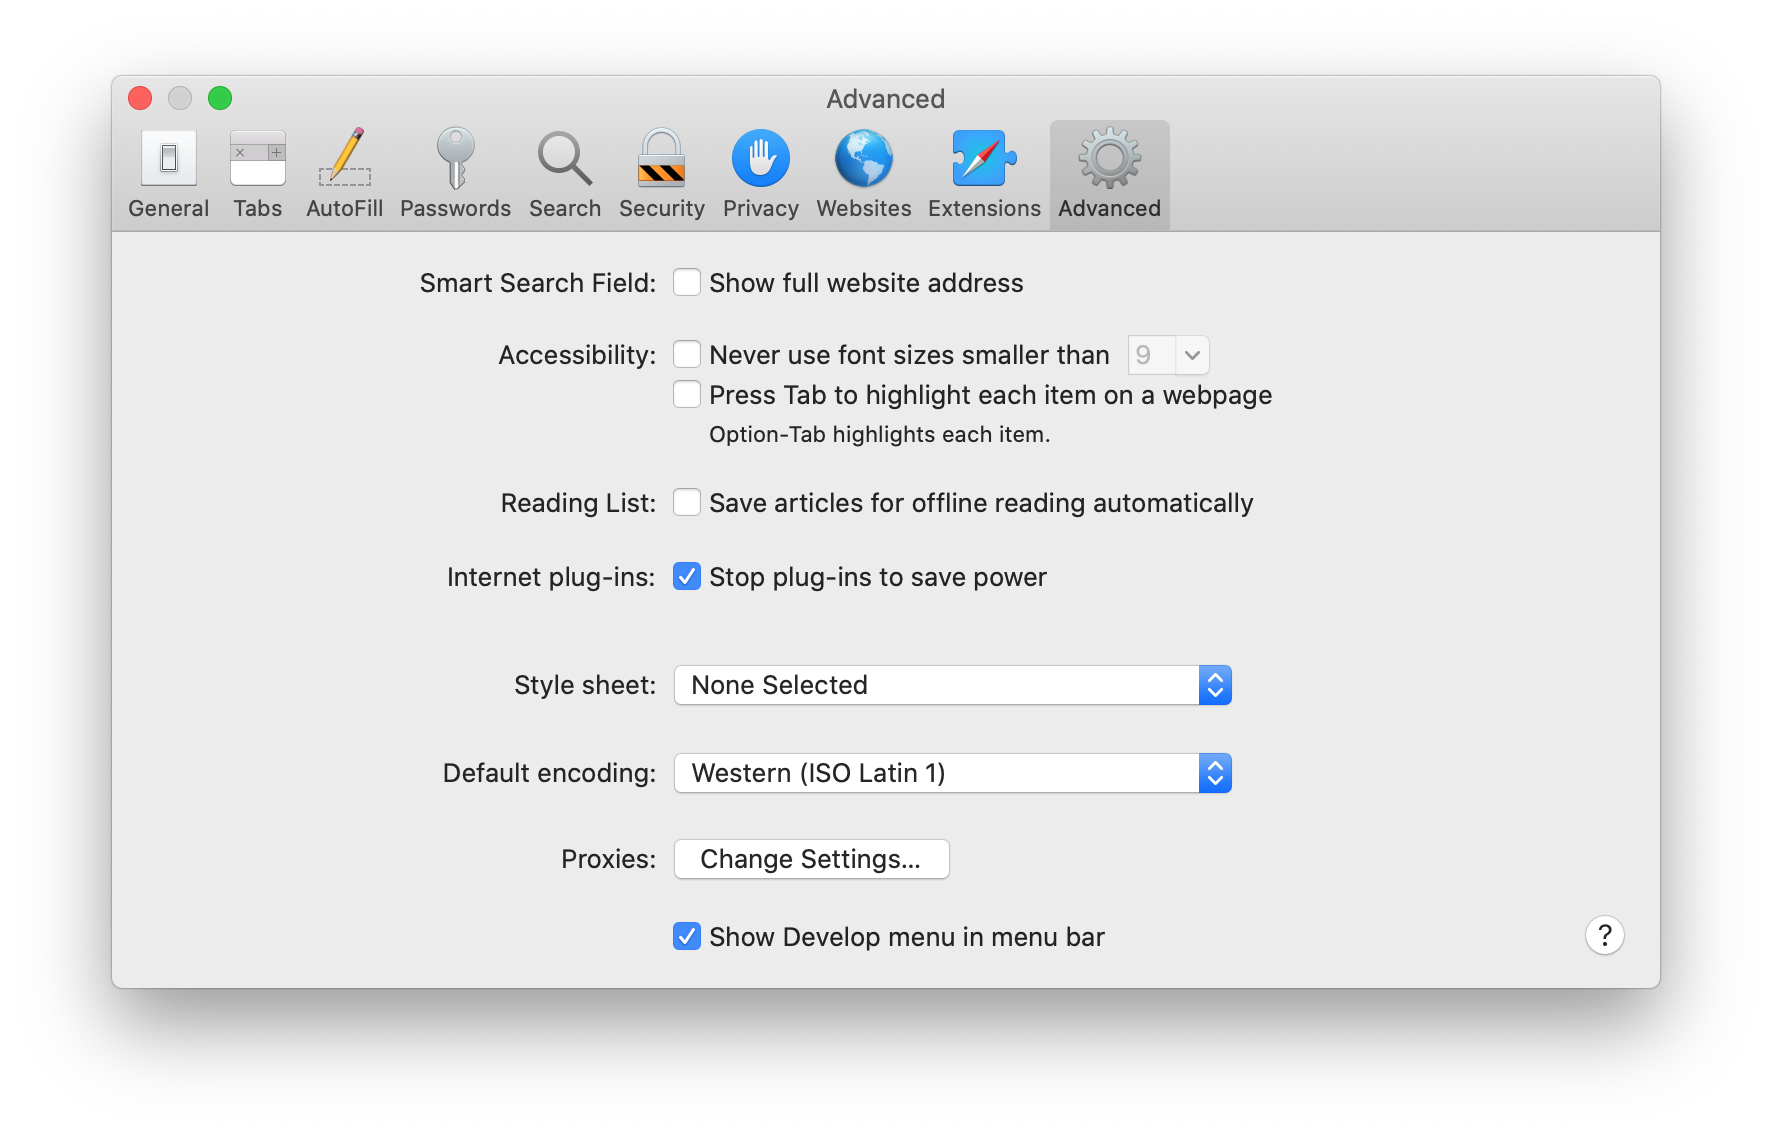 Advanced
General Tabs AutoFill Passwords Search Security Privacy Websites Extensions Advanced
Smart Search Field: Show full website address
Accessibility: Never use font sizes smaller than 9
Press Tab to highlight each item on a webpage
Option-Tab highlights each item.
Reading List: Save articles for offline reading automatically
Internet plug-ins: Stop plug-ins to save power
Style sheet: None Selected
Default encoding: Western (ISO Latin 1)
Proxies: Change Settings...
Show Develop menu in menu bar ?